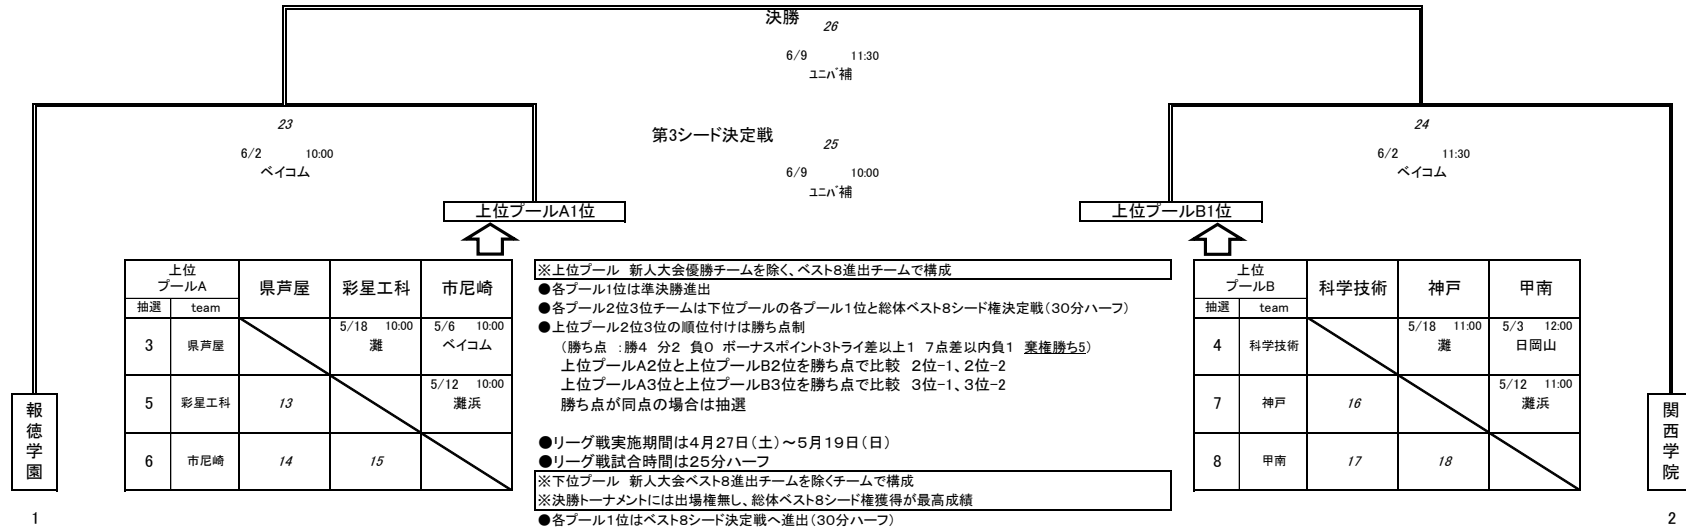 決勝
26
6/9 11:30
ユニバ補
23
6/2 10:00
ベイコム
第3シード決定戦
25
6/9 10:00
ユニバ補
24
6/2 11:30
ベイコム
上位プールA1位
上位プールB1位
上位
プールA
県芦屋 彩星工科 市尼崎
抽選 team
3 県芦屋 5/18 10:00 灘 5/6 10:00 ベイコム
5 彩星工科 13 5/12 10:00 灘浜
6 市尼崎 14 15
※上位プール 新人大会優勝チームを除く、ベスト8進出チームで構成
●各プール1位は準決勝進出
●各プール2位3位チームは下位プールの各プール1位と総体ベスト8シード権決定戦(30分ハーフ)
●上位プール2位3位の順位付けは勝ち点制
(勝ち点 :勝4 分2 負0 ボーナスポイント3トライ差以上1 7点差以内負1 棄権勝ち5)
上位プールA2位と上位プールB2位を勝ち点で比較 2位-1、2位-2
上位プールA3位と上位プールB3位を勝ち点で比較 3位-1、3位-2
勝ち点が同点の場合は抽選
●リーグ戦実施期間は4月27日(土)~5月19日(日)
●リーグ戦試合時間は25分ハーフ
※下位プール 新人大会ベスト8進出チームを除くチームで構成
※決勝トーナメントには出場権無し、総体ベスト8シード権獲得が最高成績
●各プール1位はベスト8シード決定戦へ進出(30分ハーフ)
上位
プールB
科学技術 神戸 甲南
抽選 team
4 科学技術 5/18 11:00 灘 5/3 12:00 日岡山
7 神戸 16 5/12 11:00 灘浜
8 甲南 17 18
報徳学園
1
関西学院
2